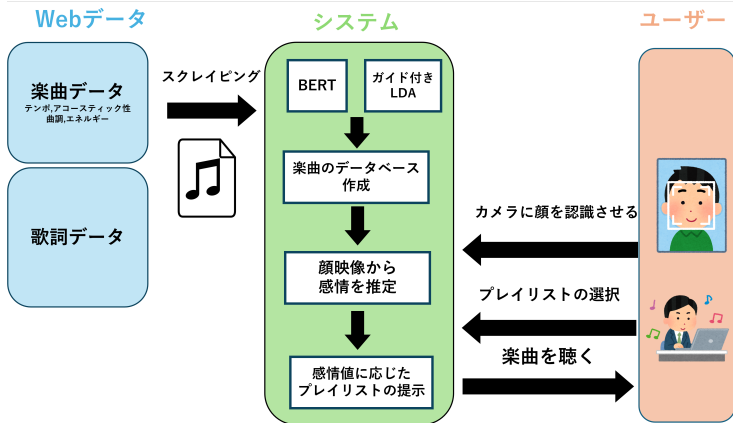 Webデータ
楽曲データ
テンポ,アコースティック性
曲調,エネルギー
歌詞データ
スクレイピング
システム
BERT
ガイド付き
LDA
楽曲のデータベース
作成
顔映像から
感情を推定
感情値に応じた
プレイリストの提示
ユーザー
カメラに顔を認識させる
プレイリストの選択
楽曲を聴く